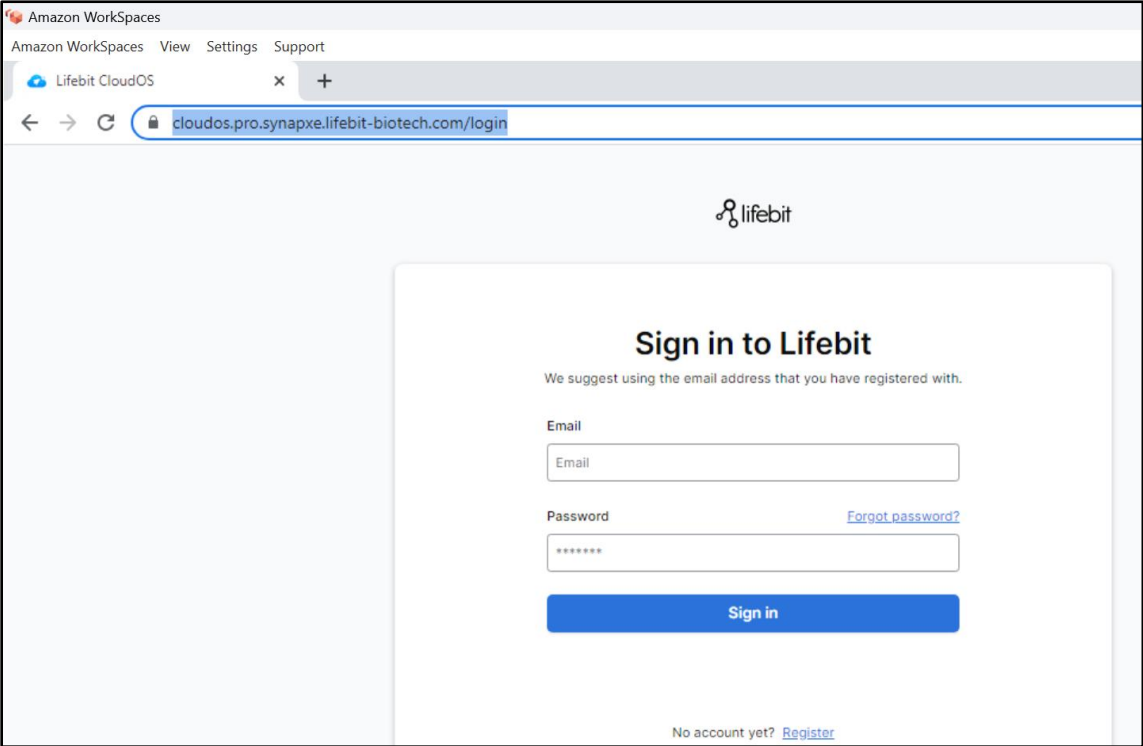 Amazon WorkSpaces
Amazon WorkSpaces View Settings Support
Lifebit CloudOS
cloudos.pro.synapxe.lifebit-biotech.com/login
lifebit
Sign in to Lifebit
We suggest using the email address that you have registered with.
Email
Email
Password Forgot password?
*******
Sign in
No account yet? Register